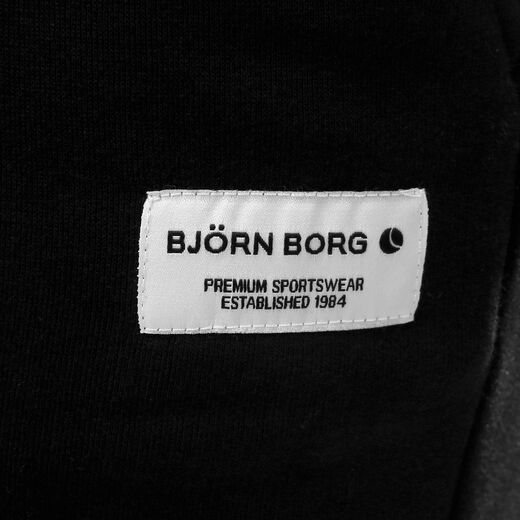 BJÖRN BORG
PREMIUM SPORTSWEAR
ESTABLISHED 1984